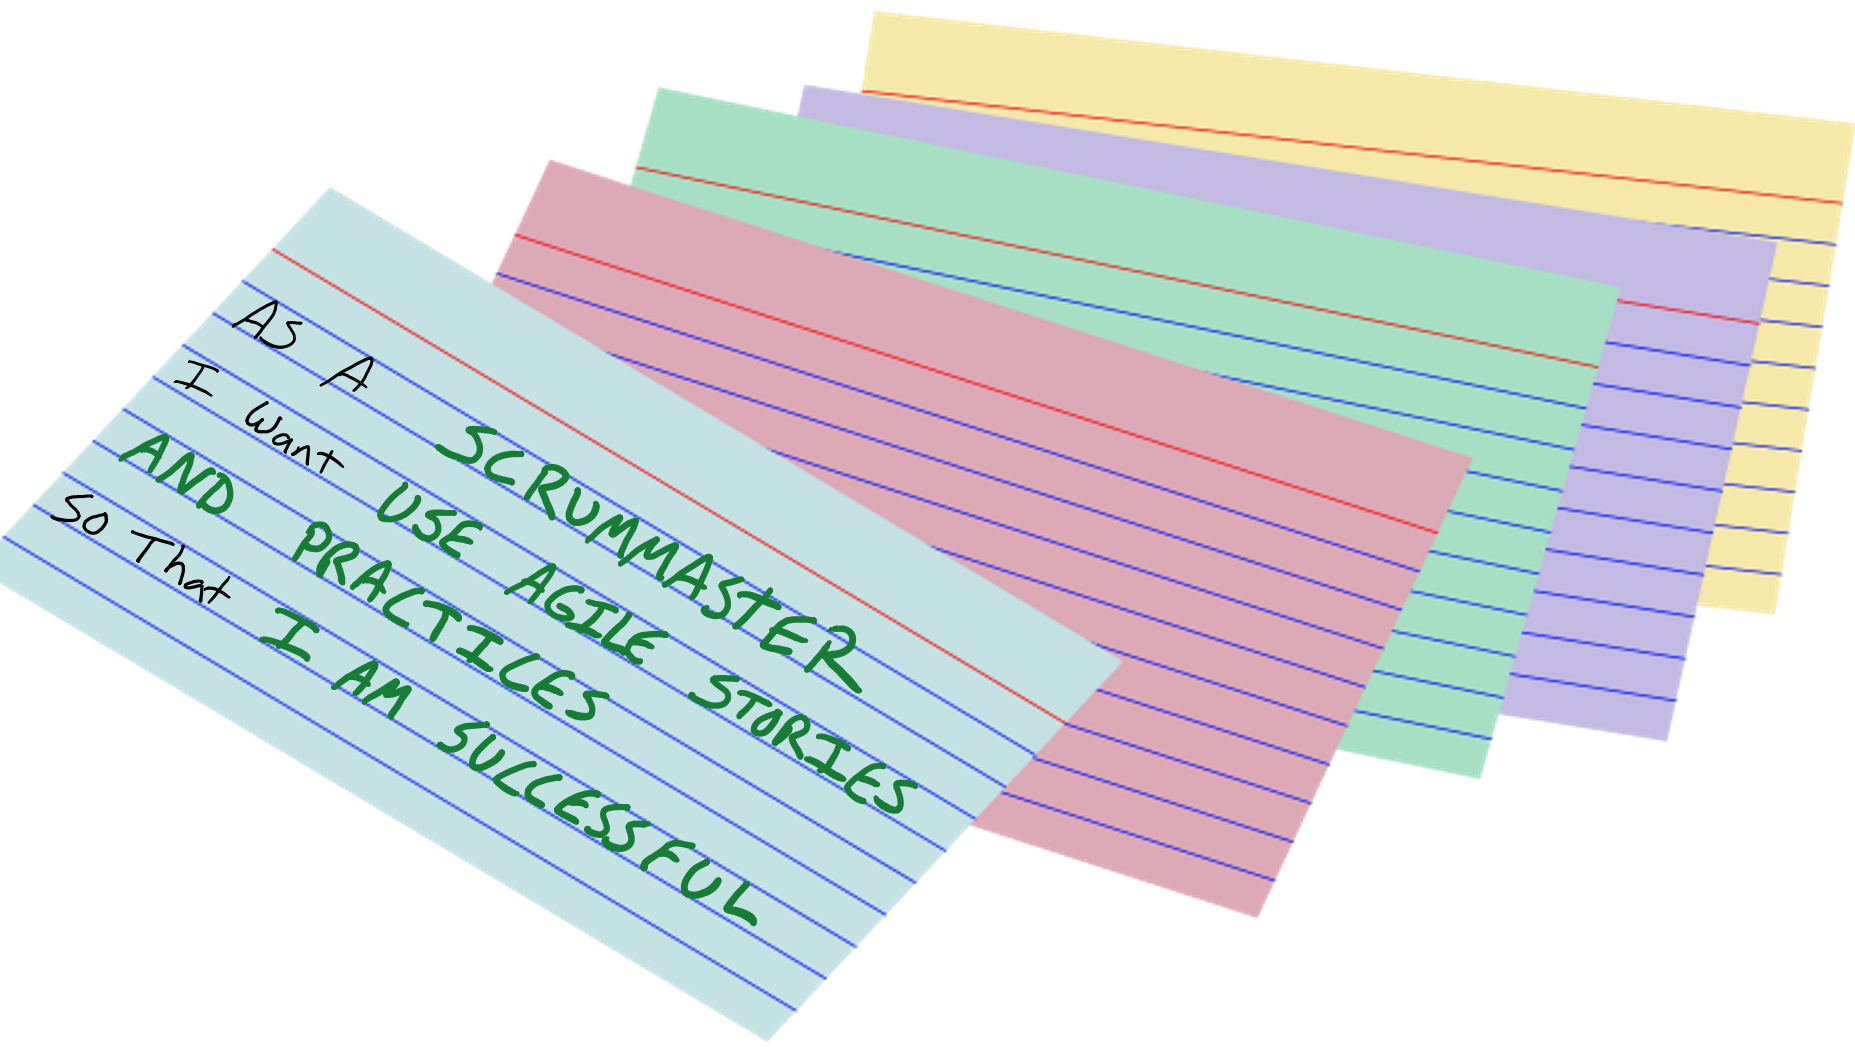 AS A SCRUMMASTER
I want USE AGILE STORIES
AND PRACTICES
SO That I AM SUCCESSFUL